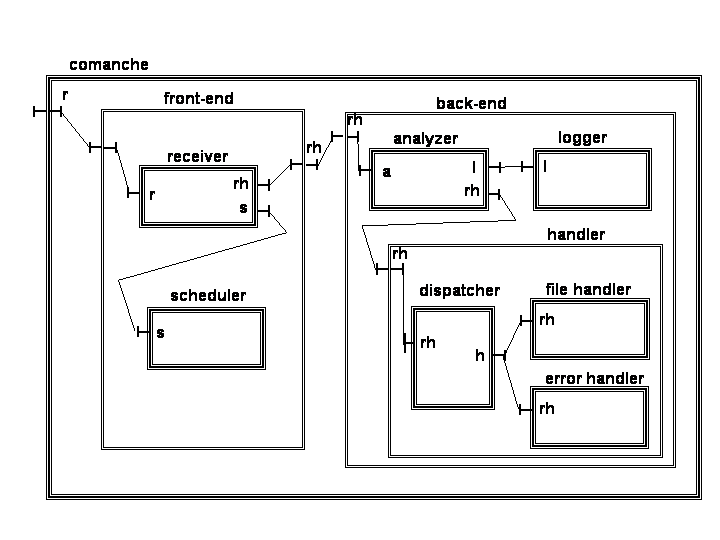 comanche
r
front-end
back-end
rh
rh
analyzer
logger
receiver
a
l
l
rh
r
rh
s
handler
rh
scheduler
dispatcher
file handler
s
rh
rh
h
error handler
rh